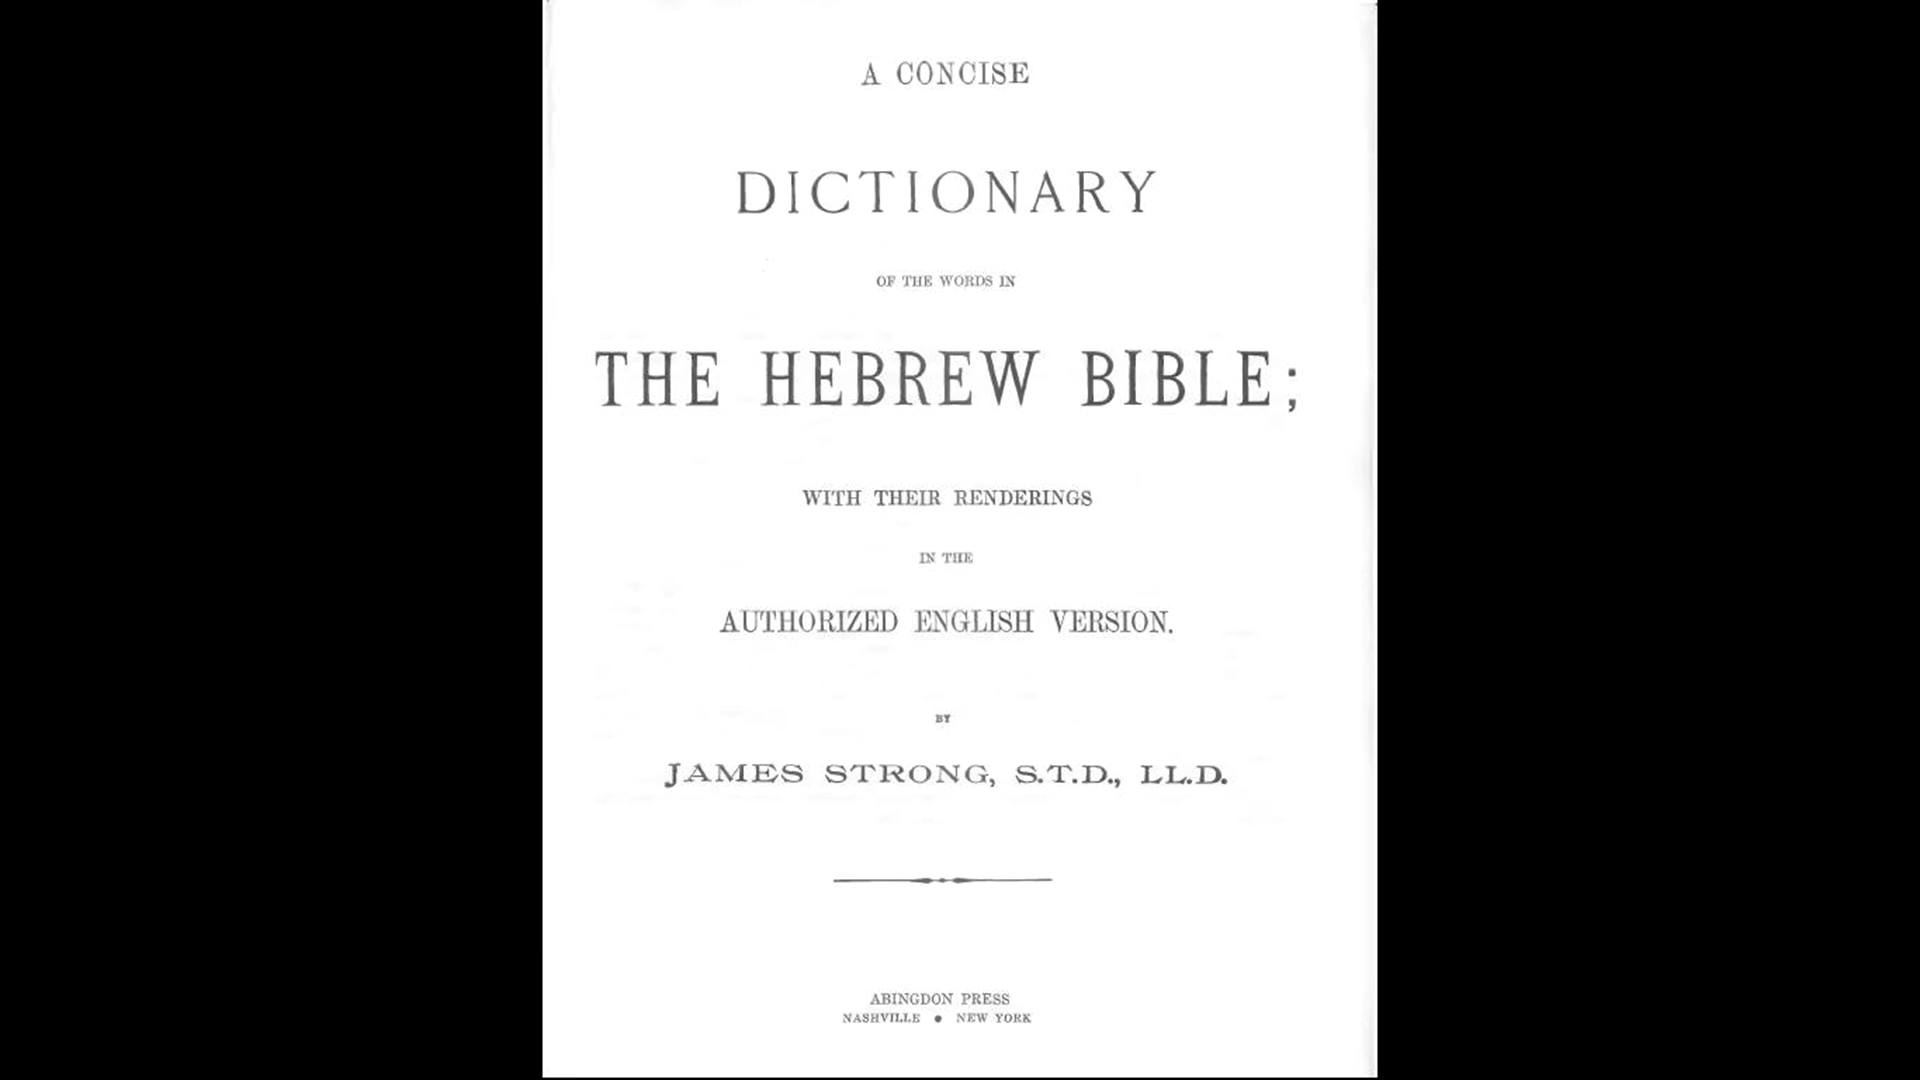 A CONCISE
DICTIONARY
OF THE WORDS IN
THE HEBREW BIBLE;
WITH THEIR RENDERINGS
IN THE
AUTHORIZED ENGLISH VERSION.
BY
JAMES STRONG, S.T.D., LL.D.
ABINGDON PRESS
NASHVILLE • NEW YORK